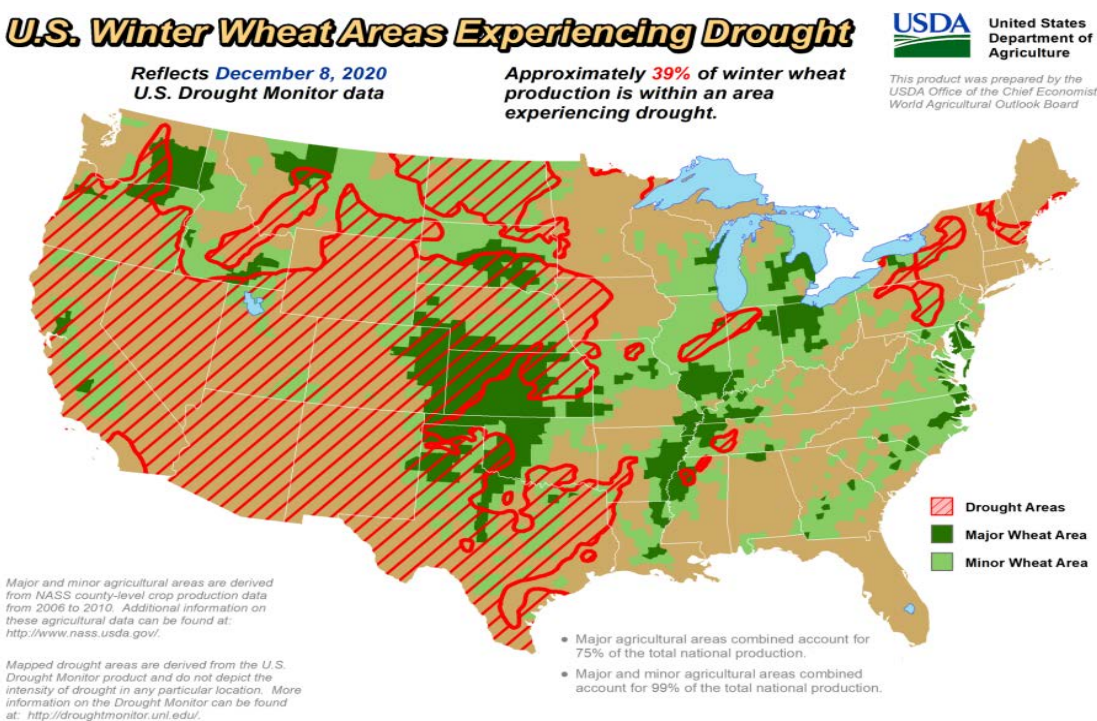 U.S. Winter Wheat Areas Experiencing Drought
Reflects December 8, 2020
U.S. Drought Monitor data
Approximately 39% of winter wheat
production is within an area
experiencing drought.
USDA
United States
Department of
Agriculture
This product was prepared by the
USDA Office of the Chief Economist
World Agricultural Outlook Board
Drought Areas
Major Wheat Area
Minor Wheat Area
Major and minor agricultural areas are derived
from NASS county-level crop production data
from 2006 to 2010. Additional information on
these agricultural data can be found at:
http://www.nass.usda.gov/.
Mapped drought areas are derived from the U.S.
Drought Monitor product and do not depict the
intensity of drought in any particular location. More
information on the Drought Monitor can be found
at: http://droughtmonitor.unl.edu/.
• Major agricultural areas combined account for
75% of the total national production.
• Major and minor agricultural areas combined
account for 99% of the total national production.